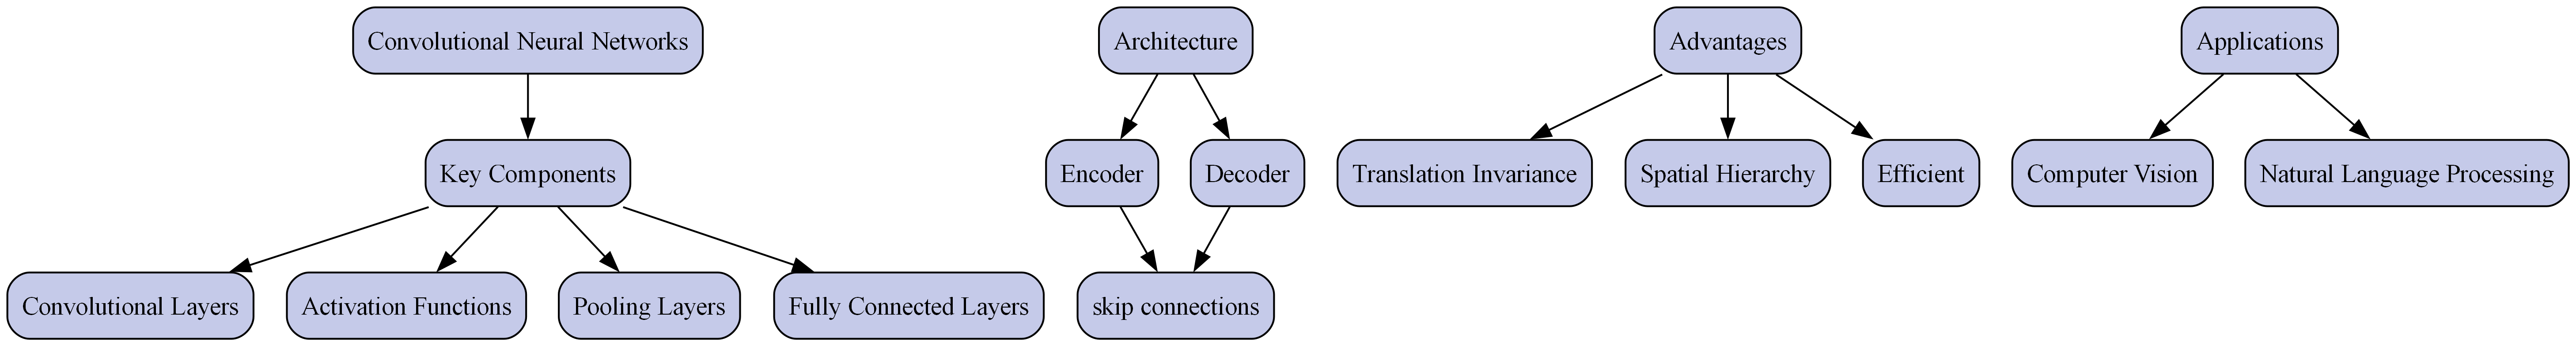 Convolutional Neural Networks
Architecture
Advantages
Applications
Key Components
Encoder
Decoder
Translation Invariance
Spatial Hierarchy
Efficient
Computer Vision
Natural Language Processing
Convolutional Layers
Activation Functions
Pooling Layers
Fully Connected Layers
skip connections